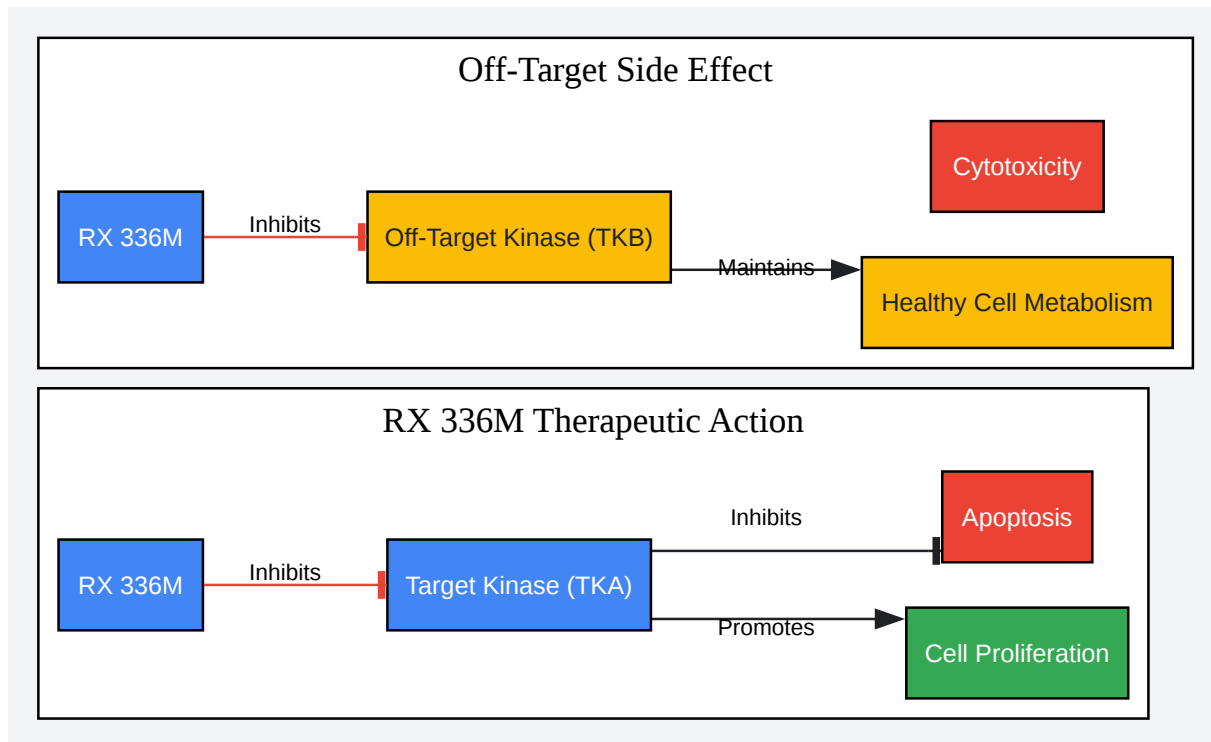 Off-Target Side Effect
Cytotoxicity
RX 336M
Inhibits
Off-Target Kinase (TKB)
Maintains
Healthy Cell Metabolism
RX 336M Therapeutic Action
Inhibits
Apoptosis
RX 336M
Inhibits
Target Kinase (TKA)
Promotes
Cell Proliferation